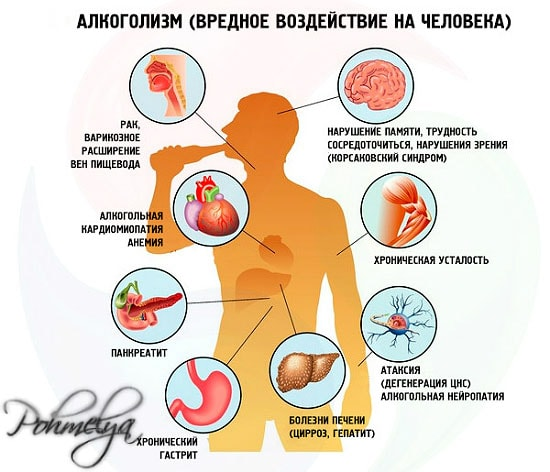 АЛКОГОЛИЗМ (ВРЕДНОЕ ВОЗДЕЙСТВИЕ НА ЧЕЛОВЕКА)
РАК,
ВАРИКОЗНОЕ
РАСШИРЕНИЕ
ВЕН ПИЩЕВОДА
НАРУШЕНИЕ ПАМЯТИ, ТРУДНОСТЬ
СОСРЕДОТОЧИТЬСЯ, НАРУШЕНИЯ ЗРЕНИЯ
(КОРСАКОВСКИЙ СИНДРОМ)
АЛКОГОЛЬНАЯ
КАРДИОМИОПАТИЯ
АНЕМИЯ
ХРОНИЧЕСКАЯ УСТАЛОСТЬ
ПАНКРЕАТИТ
АТАКСИЯ
(ДЕГЕНЕРАЦИЯ ЦНС)
АЛКОГОЛЬНАЯ НЕЙРОПАТИЯ
БОЛЕЗНИ ПЕЧЕНИ
(ЦИРРОЗ, ГЕПАТИТ)
Pohmelya
ХРОНИЧЕСКИЙ
ГАСТРИТ